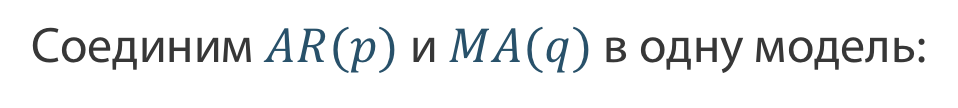 Соединим AR(p) и MA(q) в одну модель: